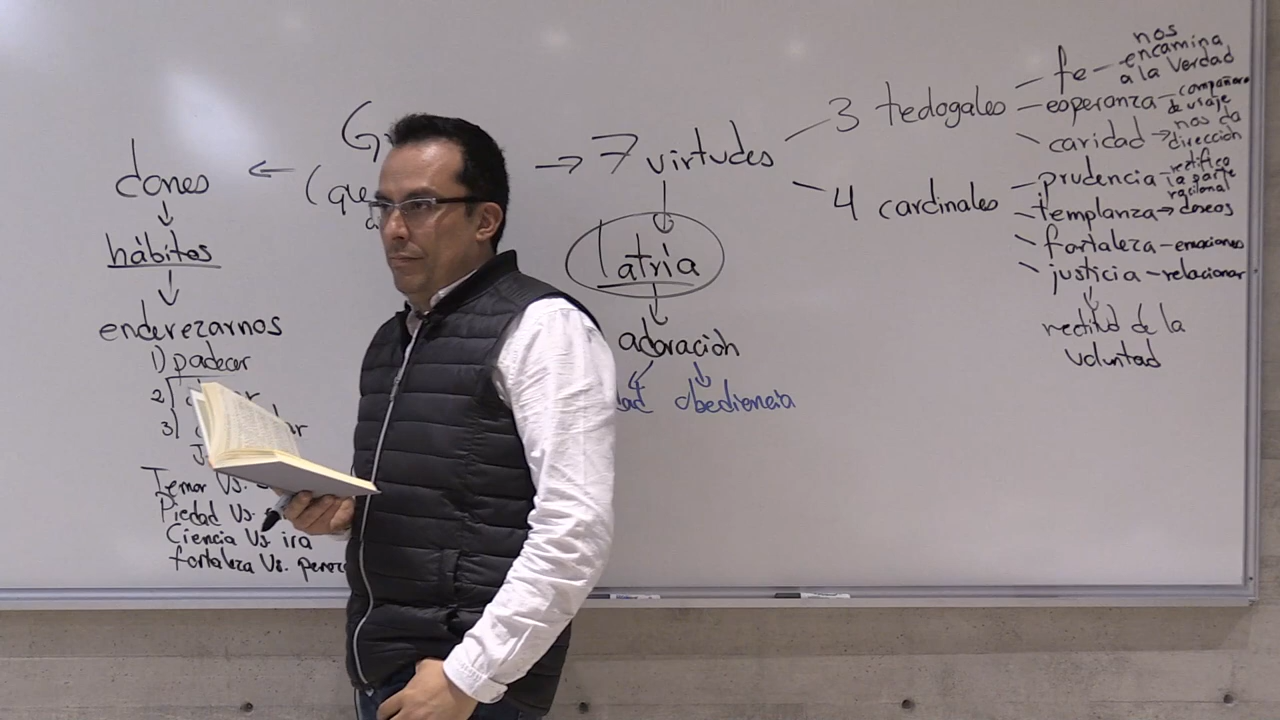 dones
hábitos
enderezarnos
1) padecer
2)
3)
Temor Vs.
Piedad Vs.
Ciencia Vs ira
fortaleza Vs. pereza
(que
7 virtudes
Latria
adoración
obediencia
3 teologales
fe – nos encamina
a la Verdad
esperanza – compañera
de viaje
caridad → nos da
dirección
4 cardinales
prudencia – rectifica
la parte
racional
templanza → deseos
fortaleza – emociones
justicia – relacionar
rectitud de la
voluntad